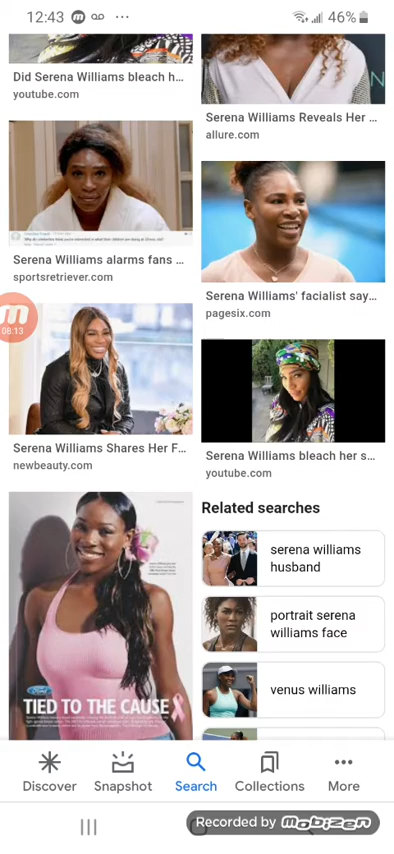 12:43
46%
Did Serena Williams bleach h...
youtube.com
Serena Williams Reveals Her ...
allure.com
Serena Williams alarms fans ...
sportsretriever.com
Serena Williams' facialist say...
pagesix.com
08:13
Serena Williams Shares Her F...
newbeauty.com
Serena Williams bleach her s...
youtube.com
TIED TO THE CAUSE
Related searches
serena williams
husband
portrait serena
williams face
venus williams
Discover
Snapshot
Search
Collections
More
Recorded by mobizen